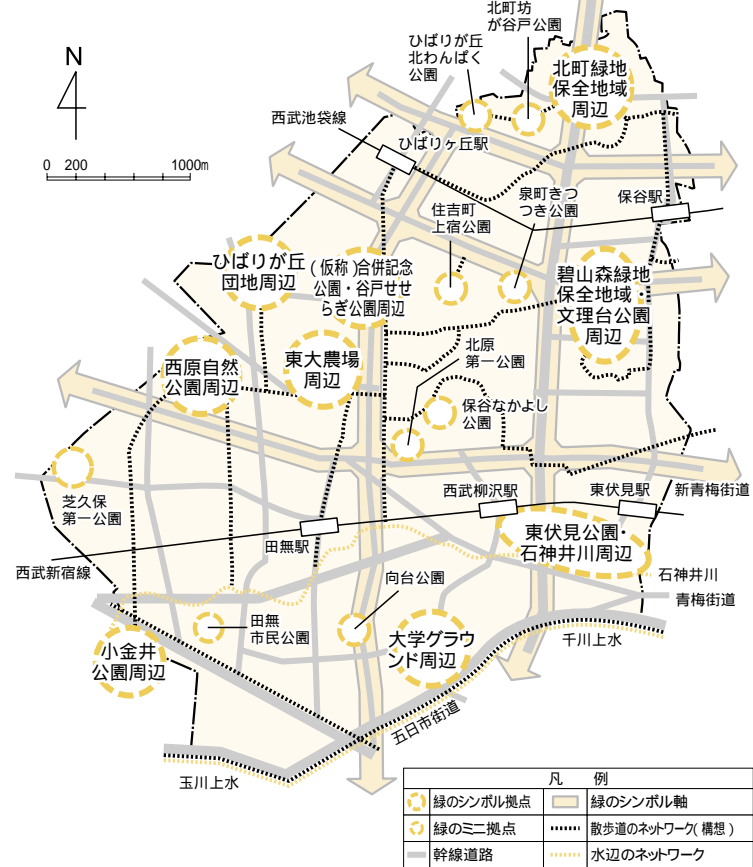 北町坊
が谷戸公園
ひばりが丘
北わんぱく
公園
北町緑地
保全地域
周辺
N
西武池袋線
ひばりヶ丘駅
0 200 1000m
泉町きつ
つき公園
保谷駅
住吉町
上宿公園
ひばりが丘
団地周辺
(仮称)合併記念
公園・谷戸せせ
らぎ公園周辺
碧山森緑地
保全地域・
文理台公園
周辺
北原
第一公園
東大農場
周辺
西原自然
公園周辺
保谷なかよし
公園
芝久保
第一公園
西武柳沢駅
東伏見駅
新青梅街道
田無駅
東伏見公園・
石神井川周辺
西武新宿線
石神井川
向台公園
青梅街道
田無
市民公園
小金井
公園周辺
大学グラウ
ンド周辺
千川上水
五日市街道
玉川上水
凡 例
緑のシンボル拠点
緑のシンボル軸
緑のミニ拠点
散歩道のネットワーク(構想)
幹線道路
水辺のネットワーク